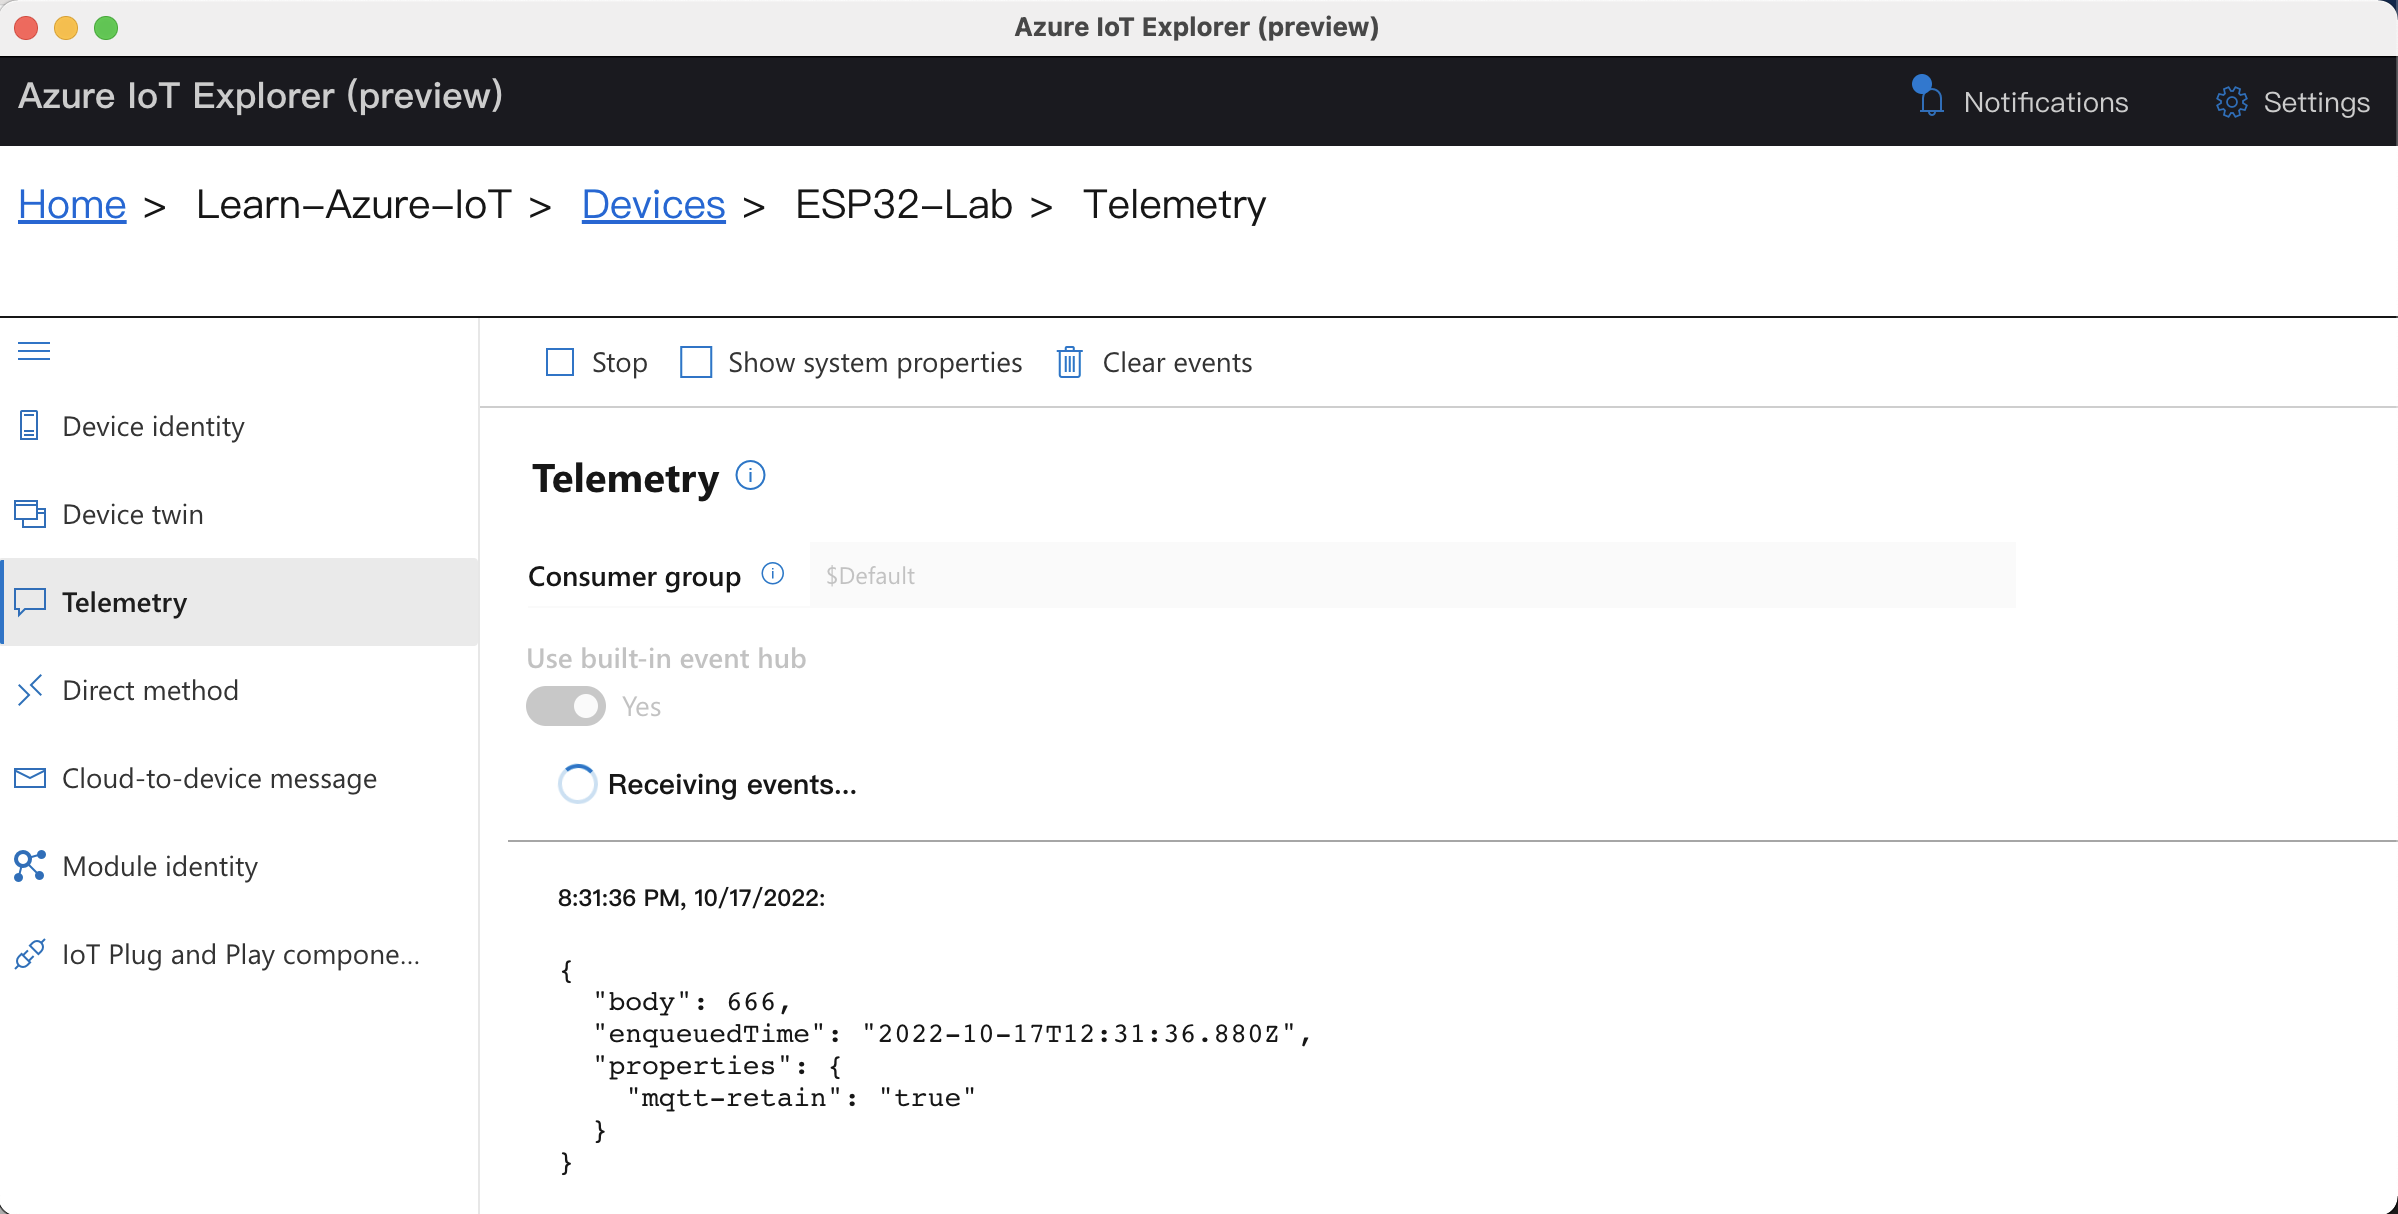 Azure IoT Explorer (preview)
Azure IoT Explorer (preview)
Notifications
Settings
Home > Learn-Azure-IoT > Devices > ESP32-Lab > Telemetry
Stop
Show system properties
Clear events
Device identity
Device twin
Telemetry
Direct method
Cloud-to-device message
Module identity
IoT Plug and Play compone...
Telemetry
Consumer group
$Default
Use built-in event hub
Yes
Receiving events...
8:31:36 PM, 10/17/2022:
{
"body": 666,
"enqueuedTime": "2022-10-17T12:31:36.880Z",
"properties": {
"mqtt-retain": "true"
}
}